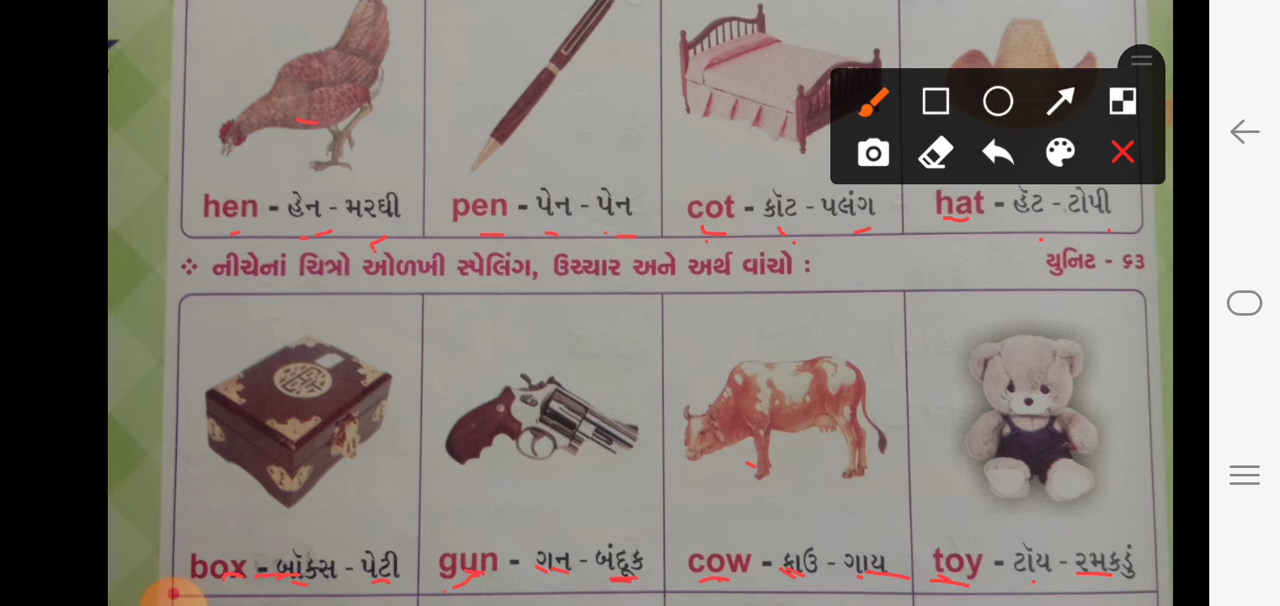 hen - હેન - મરઘી
pen - પેન - પેન
cot - કૉટ - પલંગ
hat - હૅટ - ટોપી
❖ નીચેનાં ચિત્રો ઓળખી સ્પેલિંગ, ઉચ્ચાર અને અર્થ વાંચો :
યુનિટ - ૬૩
box - બૉક્સ - પેટી
gun - ગન - બંદૂક
cow - કાઉ - ગાય
toy - ટૉય - રમકડું